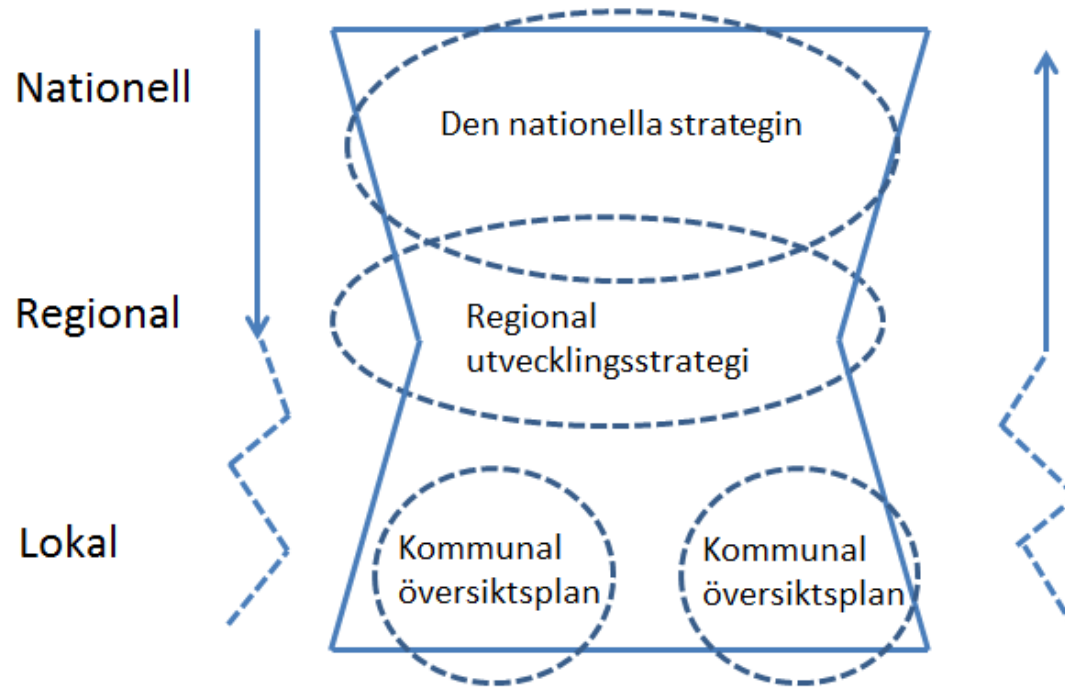 Nationell
Den nationella strategin
Regional
Regional
utvecklingsstrategi
Lokal
Kommunal
översiktsplan
Kommunal
översiktsplan